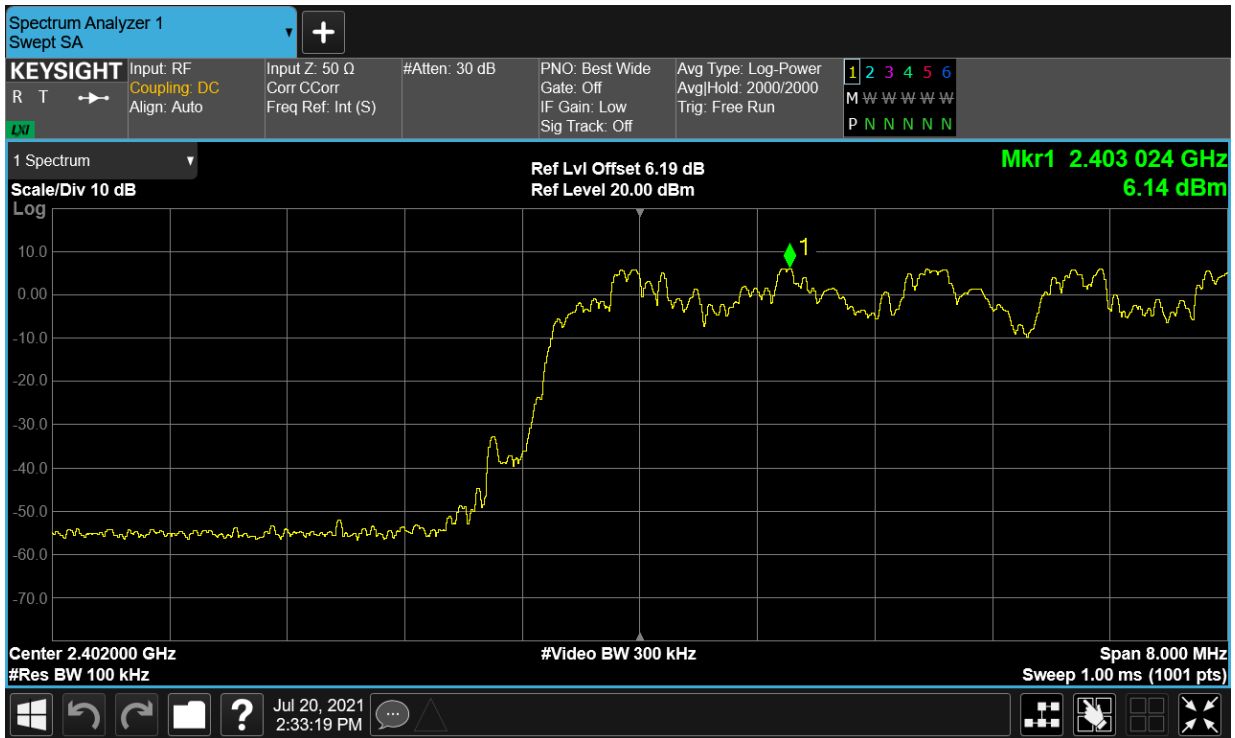 Spectrum Analyzer 1
Swept SA
▼
+
KEYSIGHT
R T
LXI
Input: RF
Coupling: DC
Align: Auto
Input Z: 50 Ω
Corr CCorr
Freq Ref: Int (S)
#Atten: 30 dB
PNO: Best Wide
Gate: Off
IF Gain: Low
Sig Track: Off
Avg Type: Log-Power
Avg|Hold: 2000/2000
Trig: Free Run
1 2 3 4 5 6
M W W W W W
P N N N N N
1 Spectrum ▼
Scale/Div 10 dB
Log
Ref Lvl Offset 6.19 dB
Ref Level 20.00 dBm
Mkr1 2.403 024 GHz
6.14 dBm
1
10.0
0.00
-10.0
-20.0
-30.0
-40.0
-50.0
-60.0
-70.0
Center 2.402000 GHz
#Res BW 100 kHz
#Video BW 300 kHz
Span 8.000 MHz
Sweep 1.00 ms (1001 pts)
?
Jul 20, 2021
2:33:19 PM